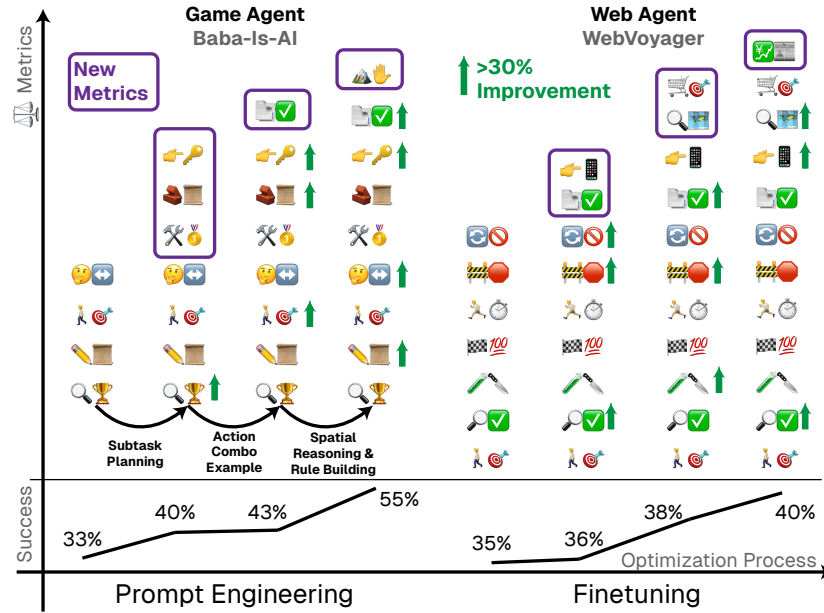 Game Agent
Baba-Is-AI
Web Agent
WebVoyager
Metrics
New
Metrics
>30%
Improvement
Subtask
Planning
Action
Combo
Example
Spatial
Reasoning &
Rule Building
Success
33%
40%
43%
55%
35%
36%
38%
40%
Optimization Process
Prompt Engineering
Finetuning